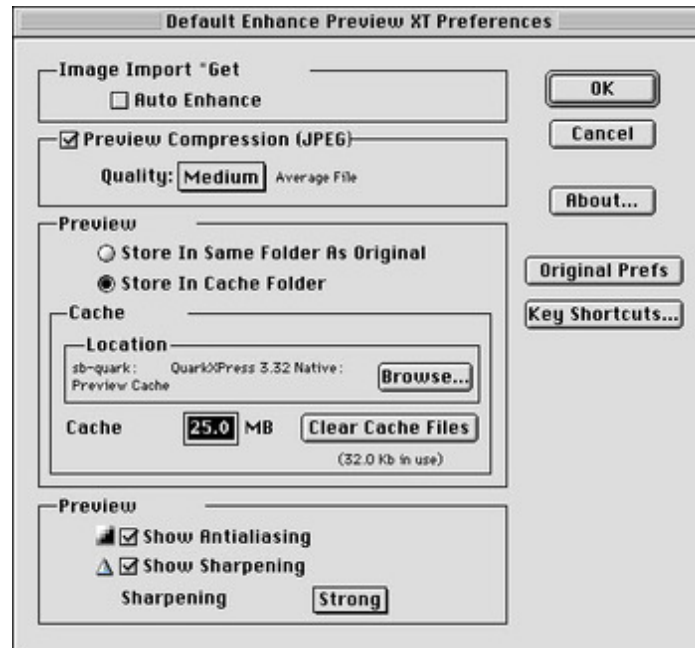 Default Enhance Preview XT Preferences
Image Import "Get
Auto Enhance
OK
Cancel
Preview Compression (JPEG)
Quality: Medium Average File
About...
Preview
Store In Same Folder As Original
Store In Cache Folder
Original Prefs
Key Shortcuts...
Cache
Location
sb-quark: QuarkXPress 3.32 Native:
Preview Cache
Browse...
Cache 25.0 MB Clear Cache Files
(32.0 Kb in use)
Preview
Show Antialiasing
Show Sharpening
Sharpening Strong